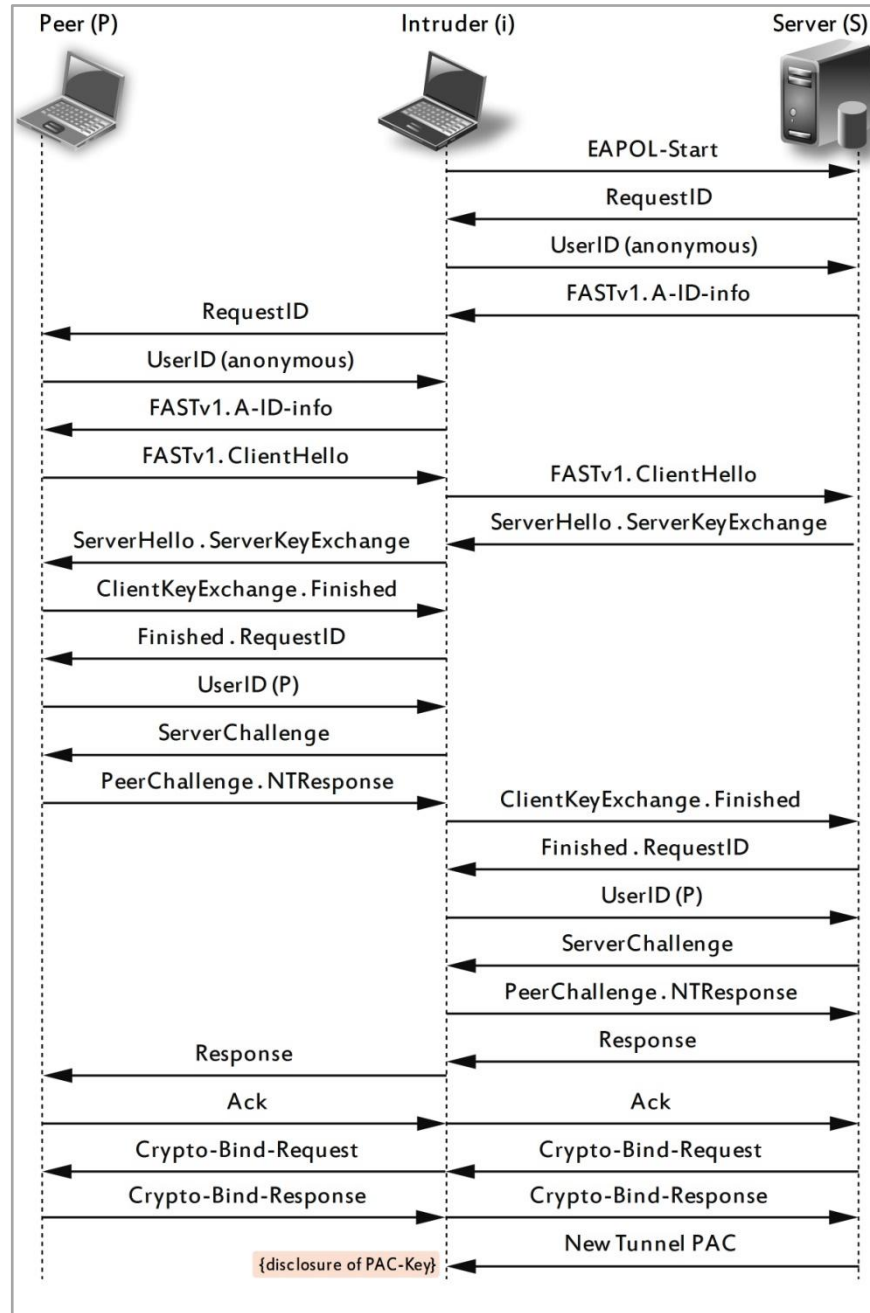 Peer (P) Intruder (i) Server (S)
EAPOL-Start
RequestID
UserID (anonymous)
FASTv1.A-ID-info
RequestID
UserID (anonymous)
FASTv1.A-ID-info
FASTv1.ClientHello
FASTv1.ClientHello
ServerHello.ServerKeyExchange
ServerHello.ServerKeyExchange
ClientKeyExchange.Finished
Finished.RequestID
UserID (P)
ServerChallenge
PeerChallenge.NTResponse
ClientKeyExchange.Finished
Finished.RequestID
UserID (P)
ServerChallenge
PeerChallenge.NTResponse
Response Response
Ack Ack
Crypto-Bind-Request Crypto-Bind-Request
Crypto-Bind-Response Crypto-Bind-Response
New Tunnel PAC
{disclosure of PAC-Key}